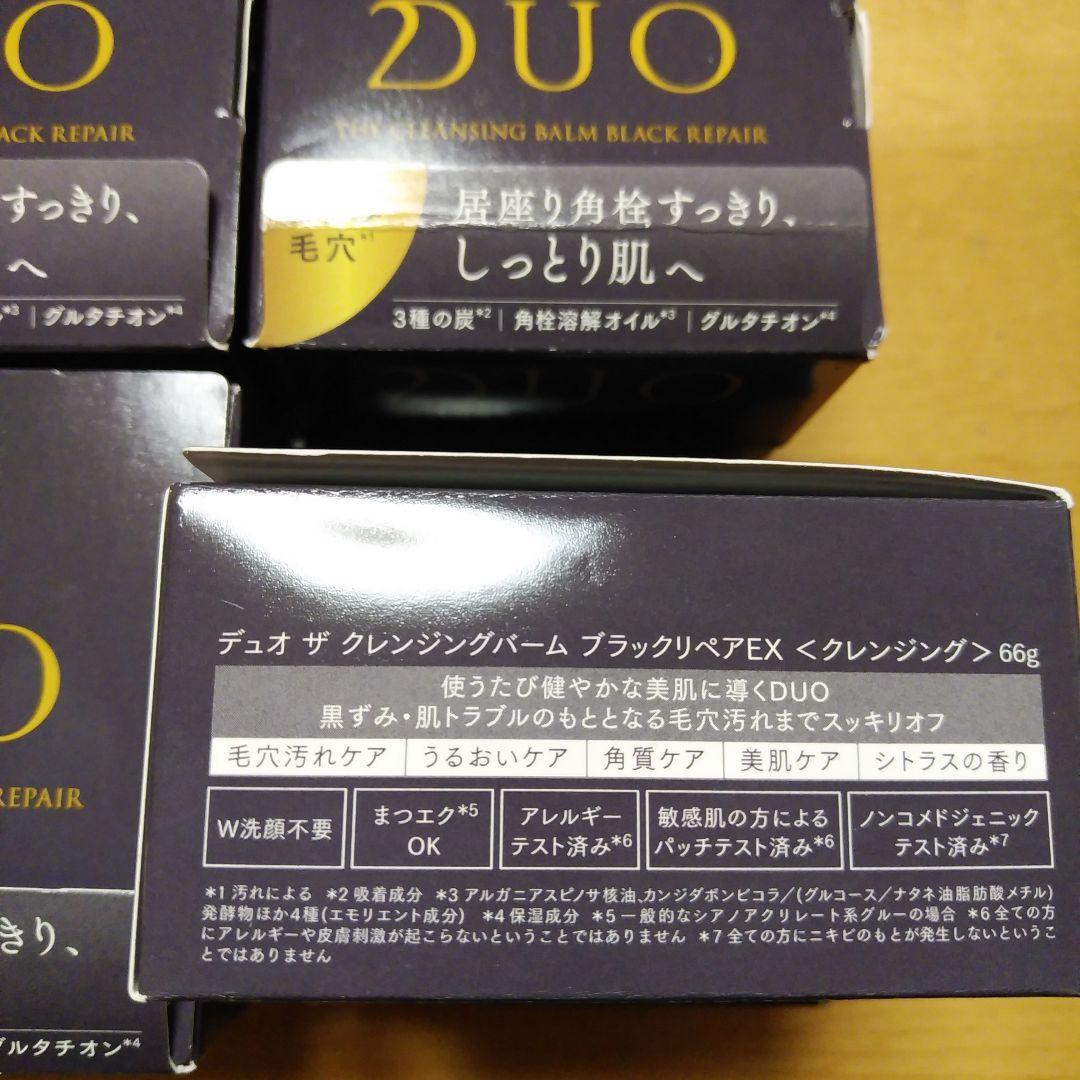 O
ACK REPAIR
すっきり、
へ
*3 | グルタチオン*4
DUO
THE CLEANSING BALM BLACK REPAIR
毛穴*1
居座り角栓すっきり、
しっとり肌へ
3種の炭*2 | 角栓溶解オイル*3 | グルタチオン*4
DUO
REPAIR
きり、
グルタチオン*4
デュオ ザ クレンジングバーム ブラックリペアEX <クレンジング> 66g
使うたび健やかな美肌に導くDUO
黒ずみ・肌トラブルのもととなる毛穴汚れまでスッキリオフ
毛穴汚れケア うるおいケア 角質ケア 美肌ケア シトラスの香り
W洗顔不要
まつエク*5
OK
アレルギー
テスト済み*6
敏感肌の方による
パッチテスト済み*6
ノンコメドジェニック
テスト済み*7
*1 汚れによる *2 吸着成分 *3 アルガニアスピノサ核油、カンジダボンビコラ/(グルコース/ナタネ油脂肪酸メチル)
発酵物ほか4種(エモリエント成分) *4 保湿成分 *5 一般的なシアノアクリレート系グルーの場合 *6 全ての方
にアレルギーや皮膚刺激が起こらないということではありません *7 全ての方にニキビのもとが発生しないというこ
とではありません